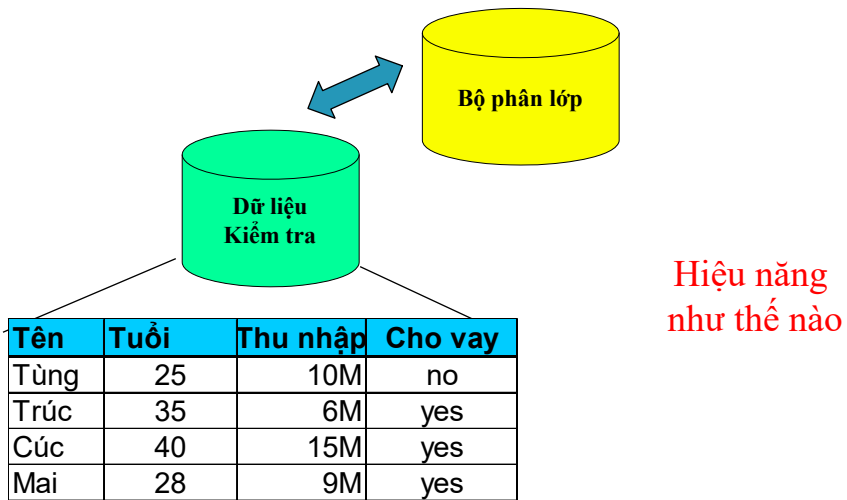 Bộ phân lớp
Dữ liệu
Kiểm tra
Hiệu năng
như thế nào
Tên Tuổi Thu nhập Cho vay
Tùng 25 10M no
Trúc 35 6M yes
Cúc 40 15M yes
Mai 28 9M yes